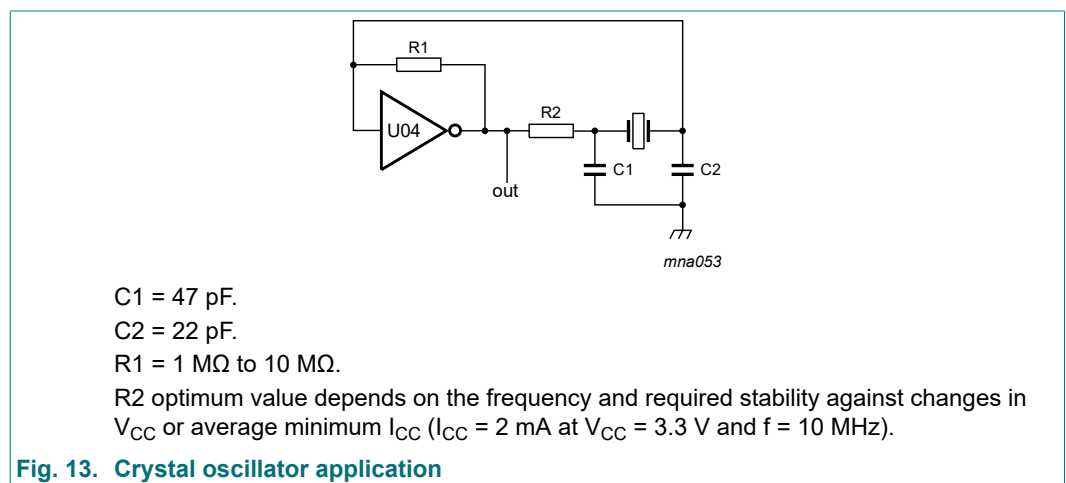 R1
U04
R2
C1
C2
out
mna053
C1 = 47 pF.
C2 = 22 pF.
R1 = 1 MΩ to 10 MΩ.
R2 optimum value depends on the frequency and required stability against changes in
VCC or average minimum ICC (ICC = 2 mA at VCC = 3.3 V and f = 10 MHz).
Fig. 13. Crystal oscillator application